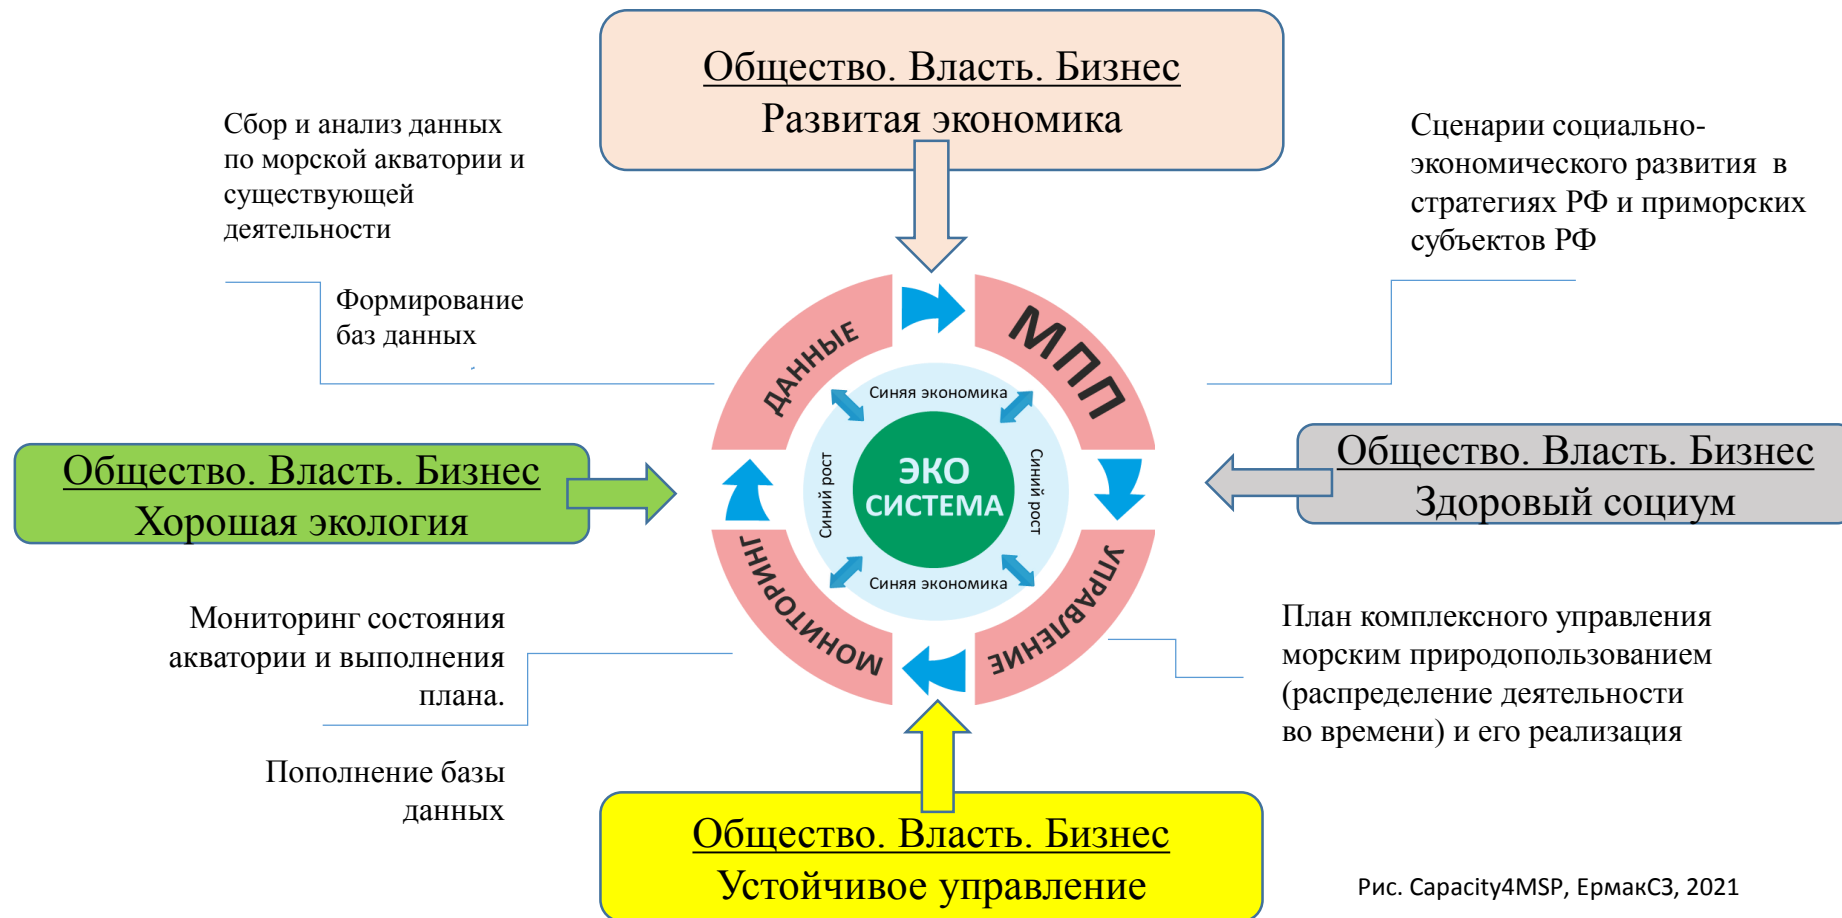 Общество. Власть. Бизнес
Развитая экономика
Сбор и анализ данных
по морской акватории и
существующей
деятельности
Сценарии социально-
экономического развития в
стратегиях РФ и приморских
субъектов РФ
Формирование
баз данных
ДАННЫЕ
МПП
Синяя экономика
Общество. Власть. Бизнес
Хорошая экология
Синий рост
ЭКО
СИСТЕМА
Синий рост
Общество. Власть. Бизнес
Здоровый социум
Синяя экономика
МОНИТОРИНГ
УПРАВЛЕНИЕ
Мониторинг состояния
акватории и выполнения
плана.
План комплексного управления
морским природопользованием
(распределение деятельности
во времени) и его реализация
Пополнение базы
данных
Общество. Власть. Бизнес
Устойчивое управление
Рис. Capacity4MSP, ЕрмакСЗ, 2021